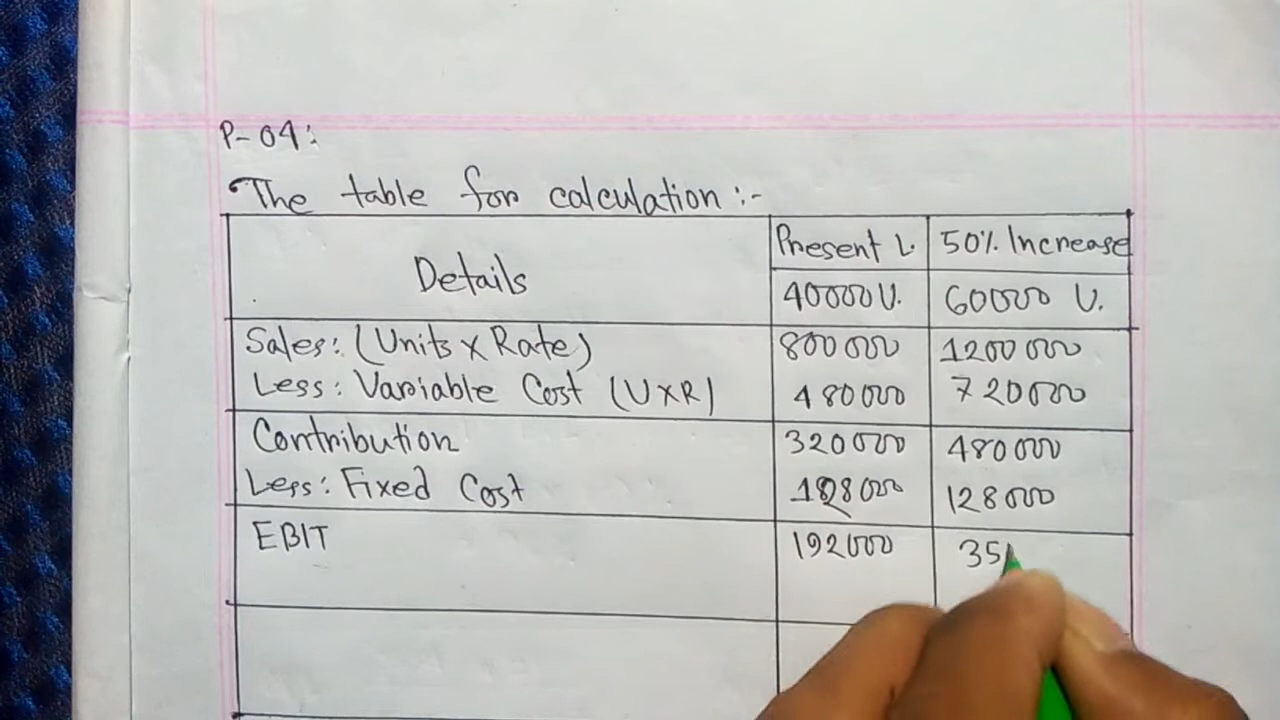 P-04:
The table for calculation :-
Details
Present L.
50% Increase
40000 U.
60000 U.
Sales: (Units x Rate) 800000 1200000
Less: Variable Cost (UXR) 480000 720000
Contribution 320000 480000
Less: Fixed Cost 128000 128000
EBIT 192000 35